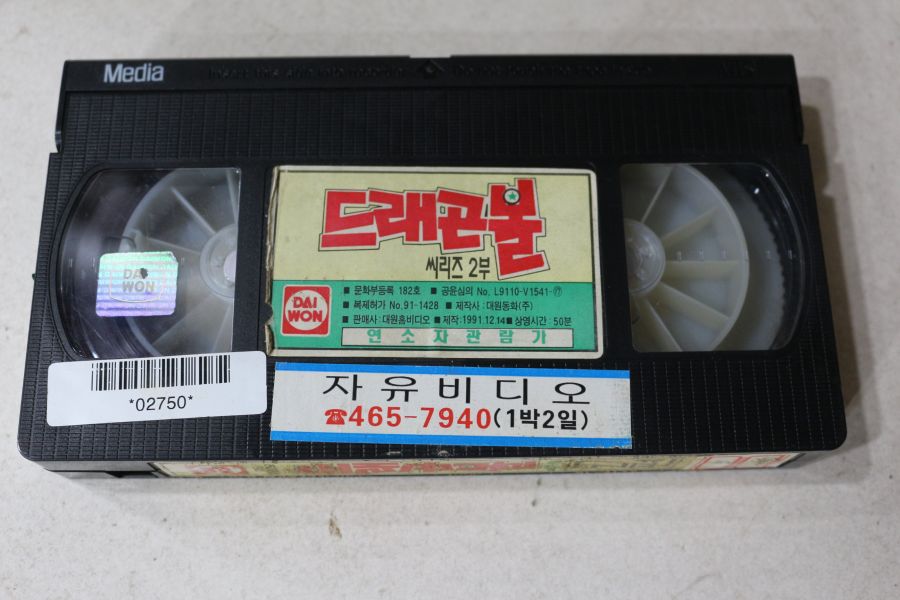 Media
드래곤볼
씨리즈 2부
DAI WON
■ 문화부등록 182호 ■ 공윤심의 No. L9110-V1541-⑰
■ 복제허가 No.91-1428 ■ 제작사 : 대원동화(주)
■ 판매사 : 대원홈비디오 ■ 제작 : 1991.12.14 ■ 상영시간 : 50분
연소자관람가
DAI WON
*02750*
자유비디오
☎465-7940(1박2일)